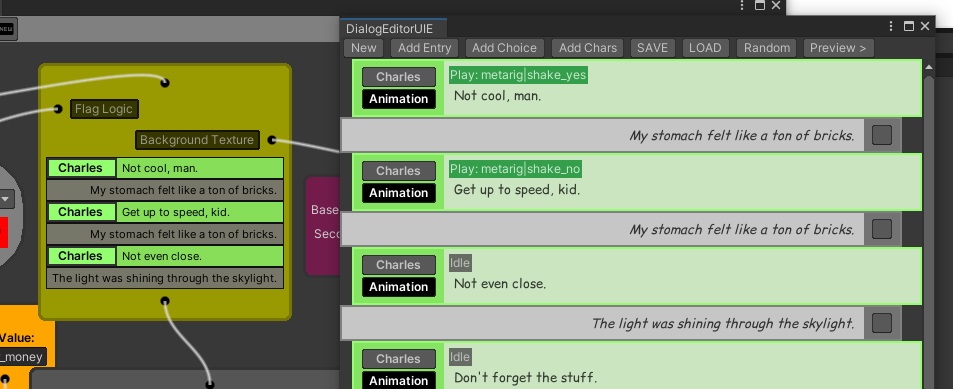 NEW
DialogEditorUIE
New Add Entry Add Choice Add Chars SAVE LOAD Random Preview >
Flag Logic
Background Texture
Charles Not cool, man.
My stomach felt like a ton of bricks.
Charles Get up to speed, kid.
My stomach felt like a ton of bricks.
Charles Not even close.
The light was shining through the skylight.
Base
Seco
Value:
_money
Charles Play: metarig|shake_yes
Animation Not cool, man.
My stomach felt like a ton of bricks.
Charles Play: metarig|shake_no
Animation Get up to speed, kid.
My stomach felt like a ton of bricks.
Charles Idle
Animation Not even close.
The light was shining through the skylight.
Charles Idle
Animation Don't forget the stuff.